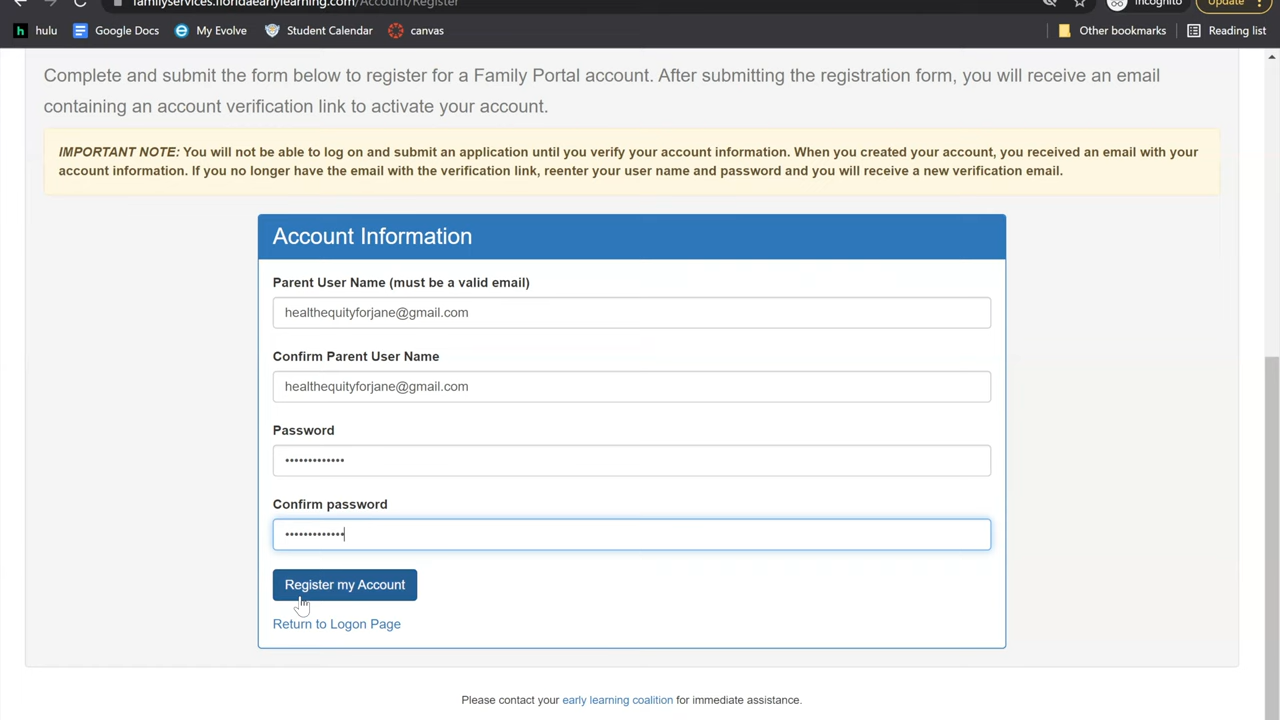 familyservices.floridaearlylearning.com/Account/Register
Incognito
Update
hulu
Google Docs
My Evolve
Student Calendar
canvas
Other bookmarks
Reading list
Complete and submit the form below to register for a Family Portal account. After submitting the registration form, you will receive an email
containing an account verification link to activate your account.
IMPORTANT NOTE: You will not be able to log on and submit an application until you verify your account information. When you created your account, you received an email with your
account information. If you no longer have the email with the verification link, reenter your user name and password and you will receive a new verification email.
Account Information
Parent User Name (must be a valid email)
healthequityforjane@gmail.com
Confirm Parent User Name
healthequityforjane@gmail.com
Password
•••••••••••••
Confirm password
•••••••••••••
Register my Account
Return to Logon Page
Please contact your early learning coalition for immediate assistance.